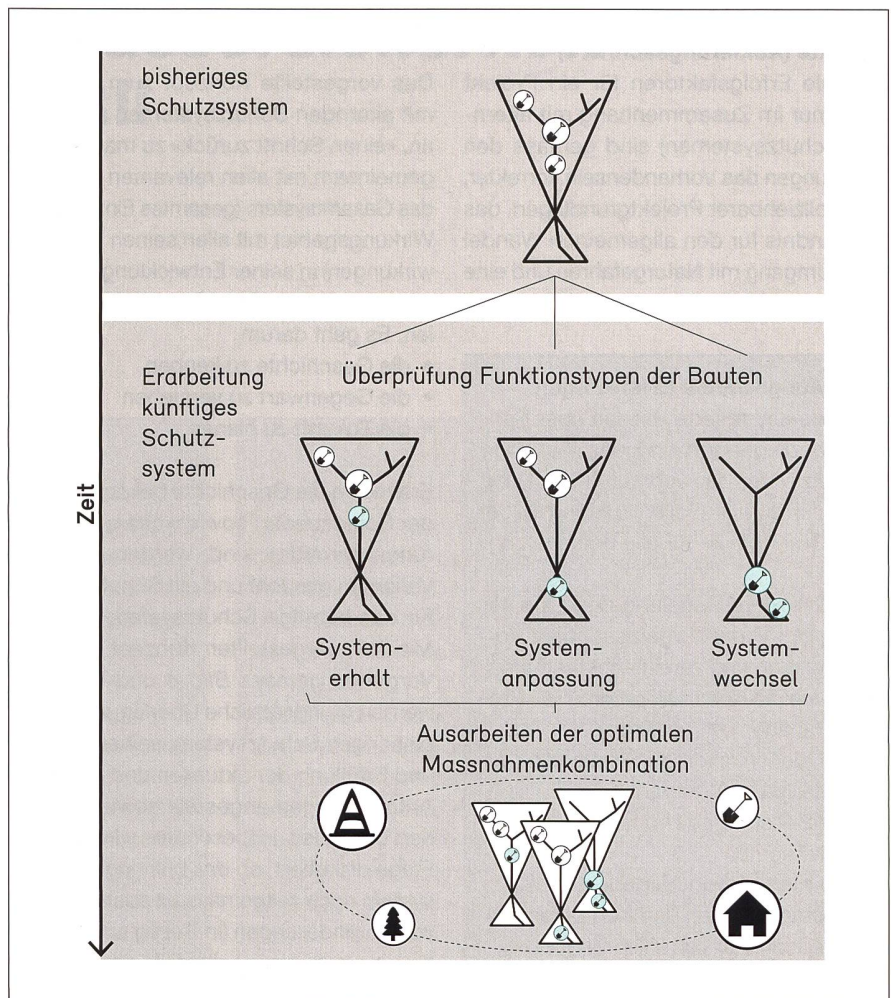 bisheriges
Schutzsystem
Überprüfung Funktionstypen der Bauten
Erarbeitung
künftiges
Schutz-
system
Zeit
System-
erhalt
System-
anpassung
System-
wechsel
Ausarbeiten der optimalen
Massnahmenkombination